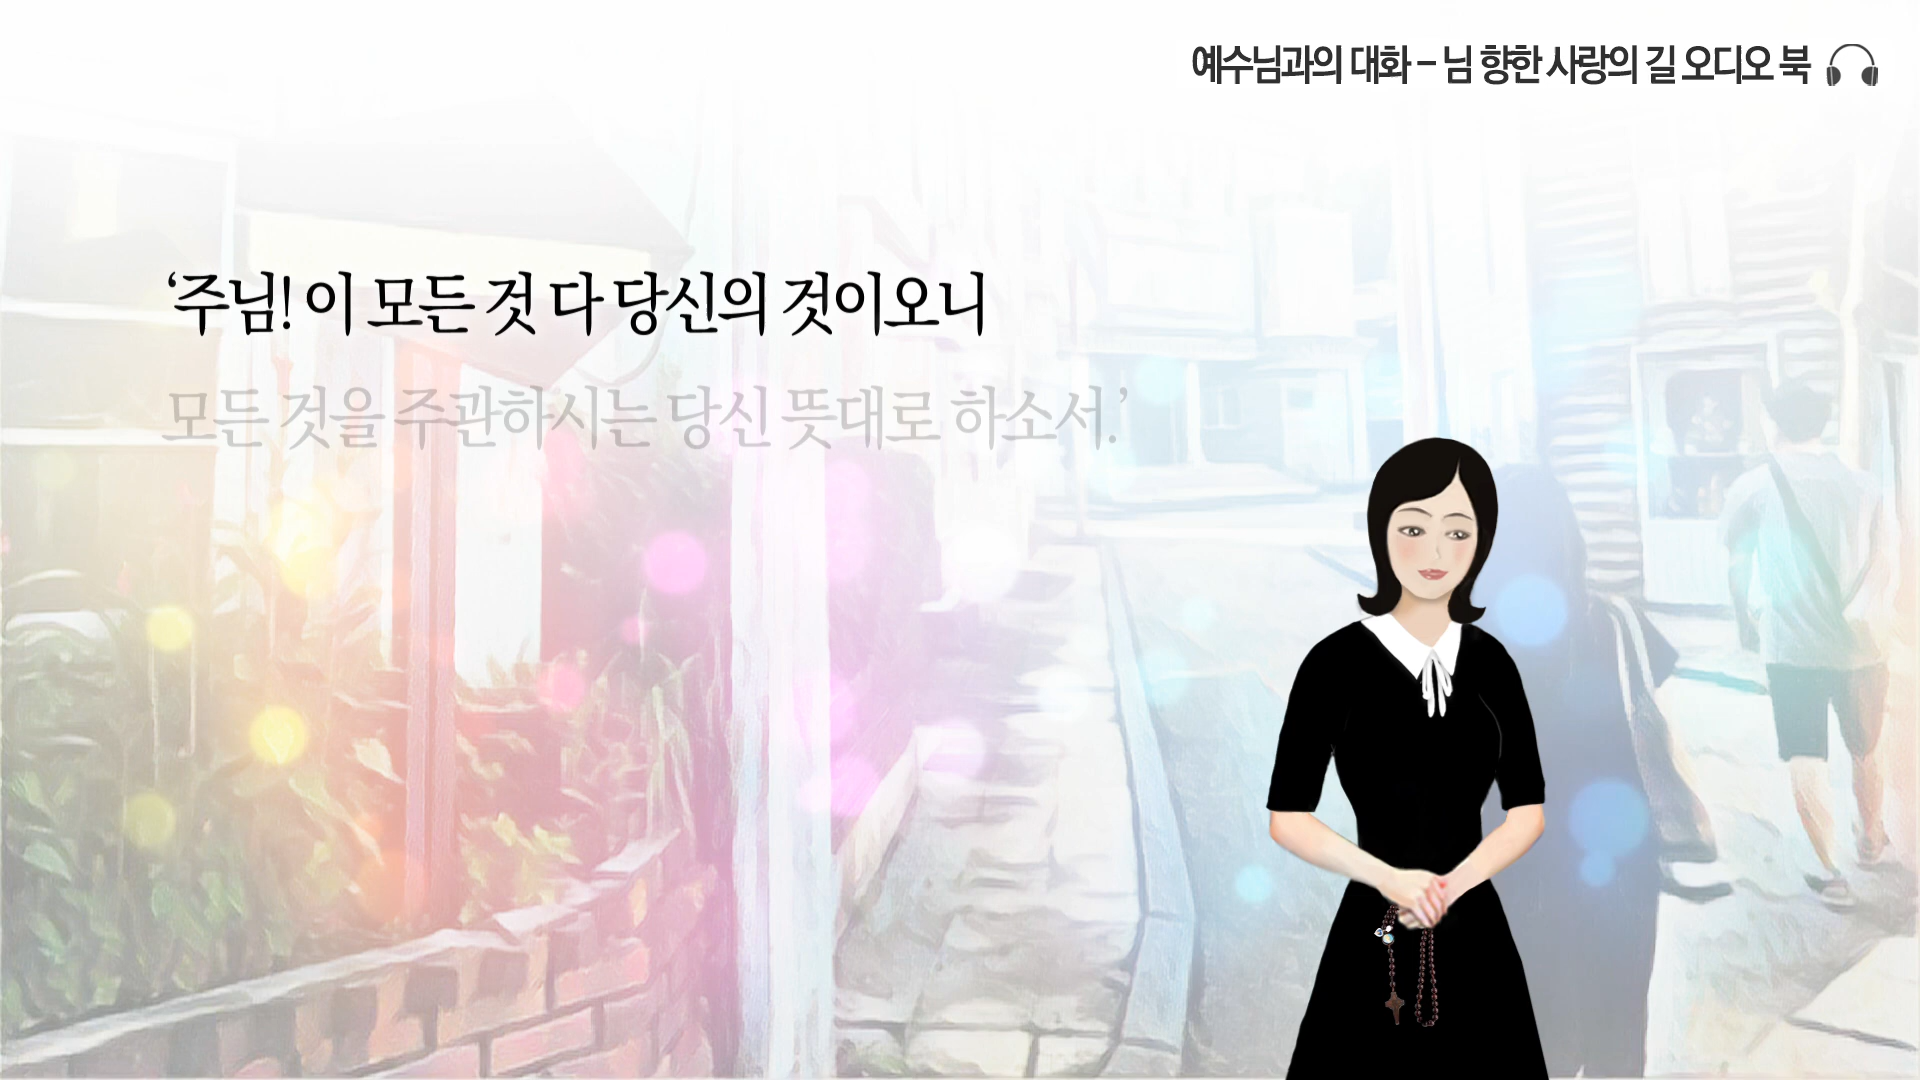 예수님과의 대화 – 님 향한 사랑의 길 오디오 북
‘주님! 이 모든 것 다 당신의 것이오니
모든 것을 주관하시는 당신 뜻대로 하소서.’